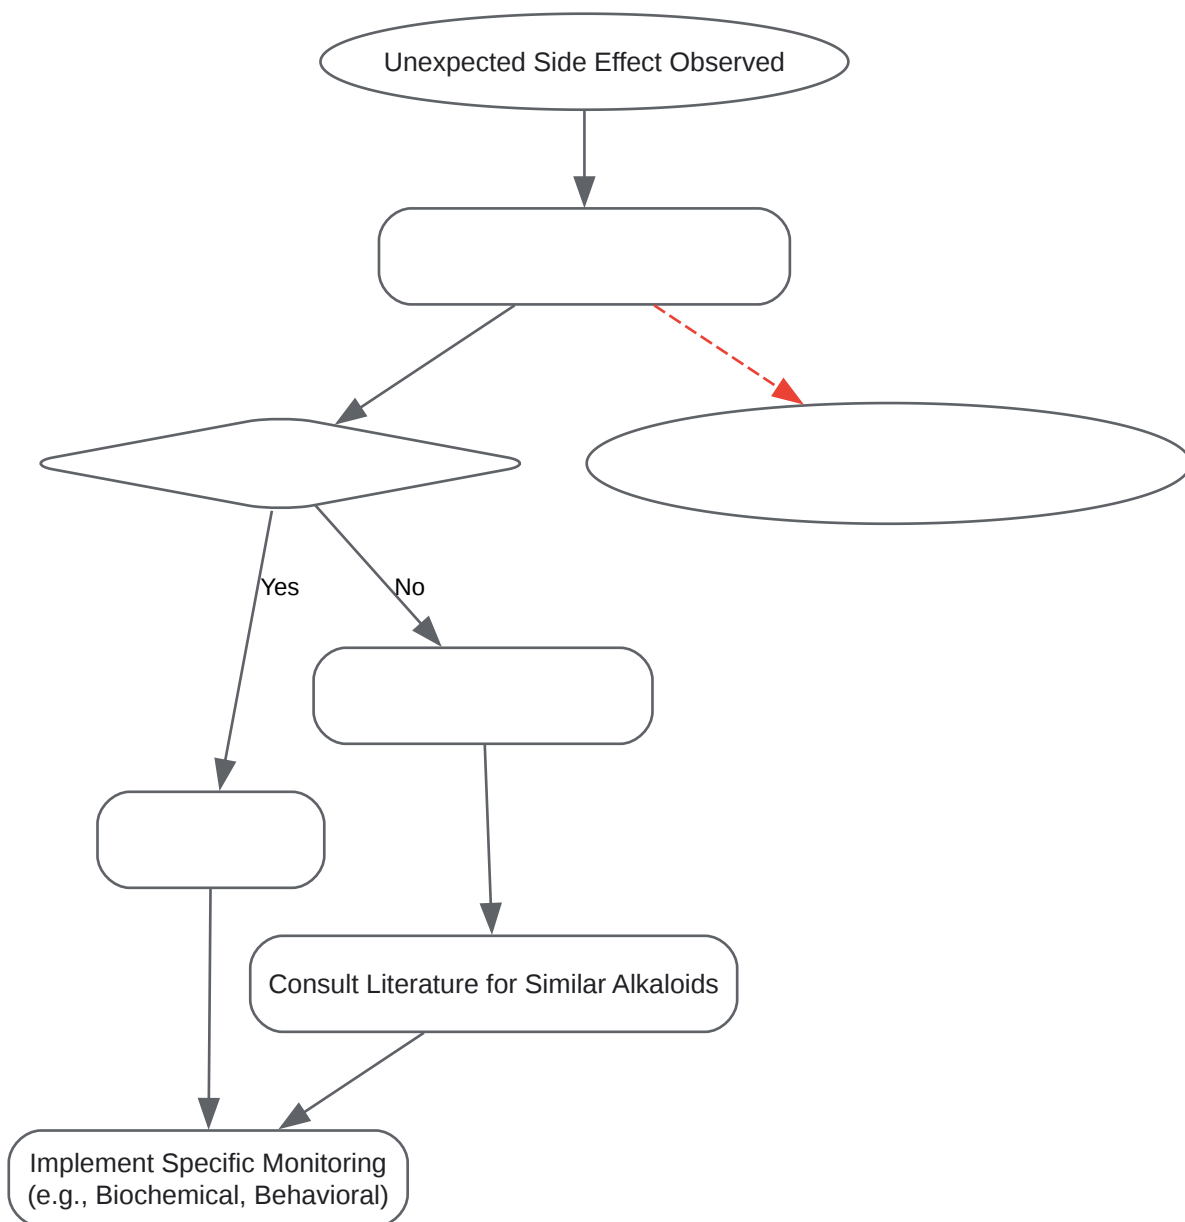 Unexpected Side Effect Observed
Yes
No
Consult Literature for Similar Alkaloids
Implement Specific Monitoring
(e.g., Biochemical, Behavioral)